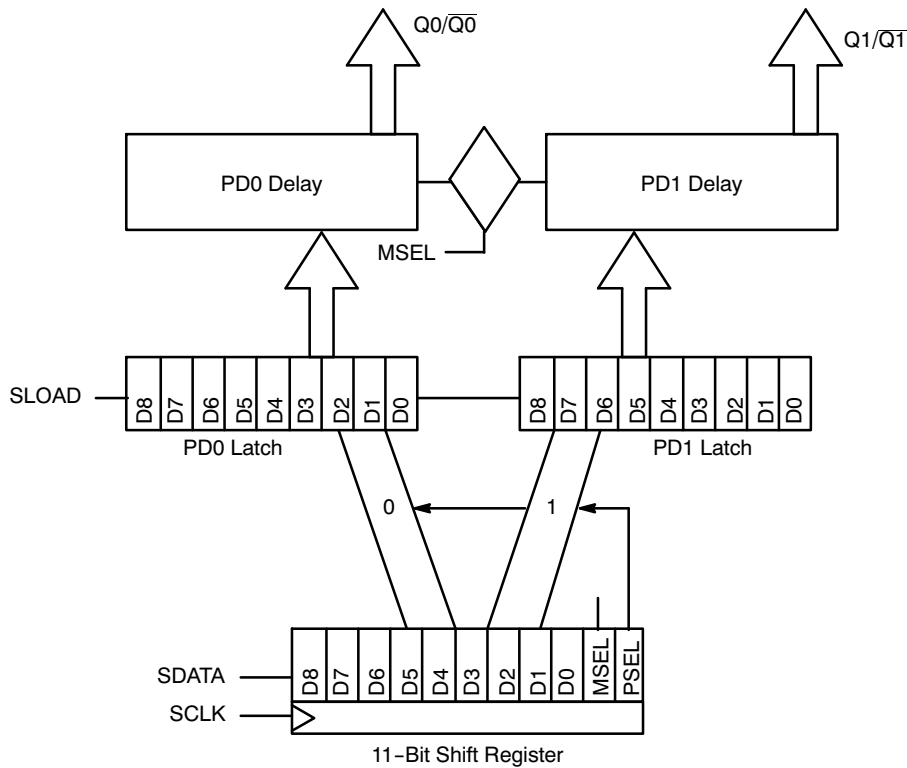 Q0/Q0
Q1/Q1
PD0 Delay
PD1 Delay
MSEL
SLOAD
D8 D7 D6 D5 D4 D3 D2 D1 D0
D8 D7 D6 D5 D4 D3 D2 D1 D0
PD0 Latch
PD1 Latch
0
1
SDATA
D8 D7 D6 D5 D4 D3 D2 D1 D0 MSEL PSEL
SCLK
11-Bit Shift Register